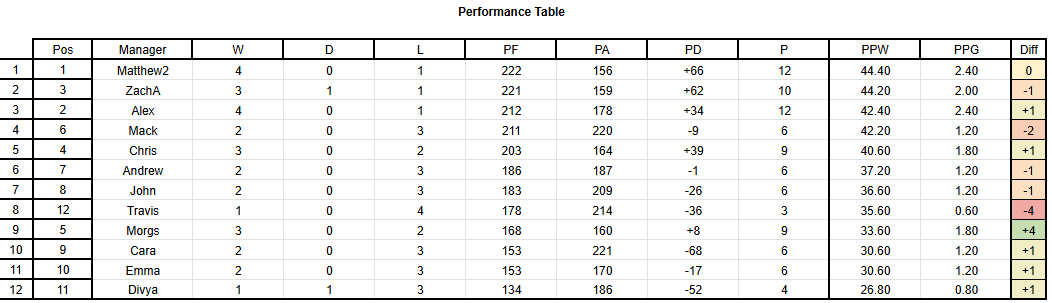 Performance Table
Pos Manager W D L PF PA PD P PPW PPG Diff
1 1 Matthew2 4 0 1 222 156 +66 12 44.40 2.40 0
2 3 ZachA 3 1 1 221 159 +62 10 44.20 2.00 -1
3 2 Alex 4 0 1 212 178 +34 12 42.40 2.40 +1
4 6 Mack 2 0 3 211 220 -9 6 42.20 1.20 -2
5 4 Chris 3 0 2 203 164 +39 9 40.60 1.80 +1
6 7 Andrew 2 0 3 186 187 -1 6 37.20 1.20 -1
7 8 John 2 0 3 183 209 -26 6 36.60 1.20 -1
8 12 Travis 1 0 4 178 214 -36 3 35.60 0.60 -4
9 5 Morgs 3 0 2 168 160 +8 9 33.60 1.80 +4
10 9 Cara 2 0 3 153 221 -68 6 30.60 1.20 +1
11 10 Emma 2 0 3 153 170 -17 6 30.60 1.20 +1
12 11 Divya 1 1 3 134 186 -52 4 26.80 0.80 +1